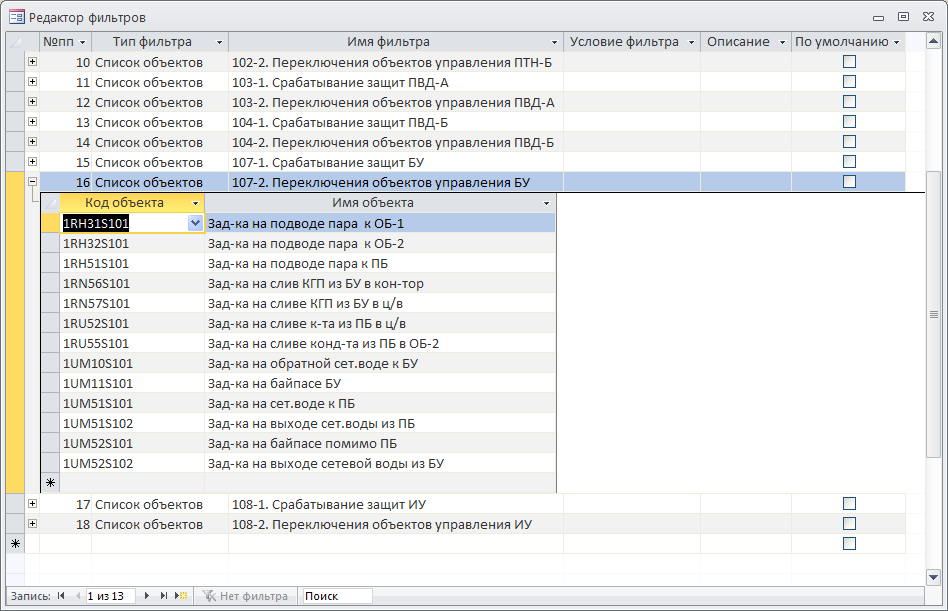 Редактор фильтров
№пп Тип фильтра Имя фильтра Условие фильтра Описание По умолчанию
10 Список объектов 102-2. Переключения объектов управления ПТН-Б
11 Список объектов 103-1. Срабатывание защит ПВД-А
12 Список объектов 103-2. Переключения объектов управления ПВД-А
13 Список объектов 104-1. Срабатывание защит ПВД-Б
14 Список объектов 104-2. Переключения объектов управления ПВД-Б
15 Список объектов 107-1. Срабатывание защит БУ
16 Список объектов 107-2. Переключения объектов управления БУ
Код объекта Имя объекта
1RH31S101 Зад-ка на подводе пара к ОБ-1
1RH32S101 Зад-ка на подводе пара к ОБ-2
1RH51S101 Зад-ка на подводе пара к ПБ
1RN56S101 Зад-ка на слив КГП из БУ в кон-тор
1RN57S101 Зад-ка на сливе КГП из БУ в ц/в
1RU52S101 Зад-ка на сливе к-та из ПБ в ц/в
1RU55S101 Зад-ка на сливе конд-та из ПБ в ОБ-2
1UM10S101 Зад-ка на обратной сет.воде к БУ
1UM11S101 Зад-ка на байпасе БУ
1UM51S101 Зад-ка на сет.воде к ПБ
1UM51S102 Зад-ка на выходе сет.воды из ПБ
1UM52S101 Зад-ка на байпасе помимо ПБ
1UM52S102 Зад-ка на выходе сетевой воды из БУ
17 Список объектов 108-1. Срабатывание защит ИУ
18 Список объектов 108-2. Переключения объектов управления ИУ
Запись: 1 из 13 Нет фильтра Поиск